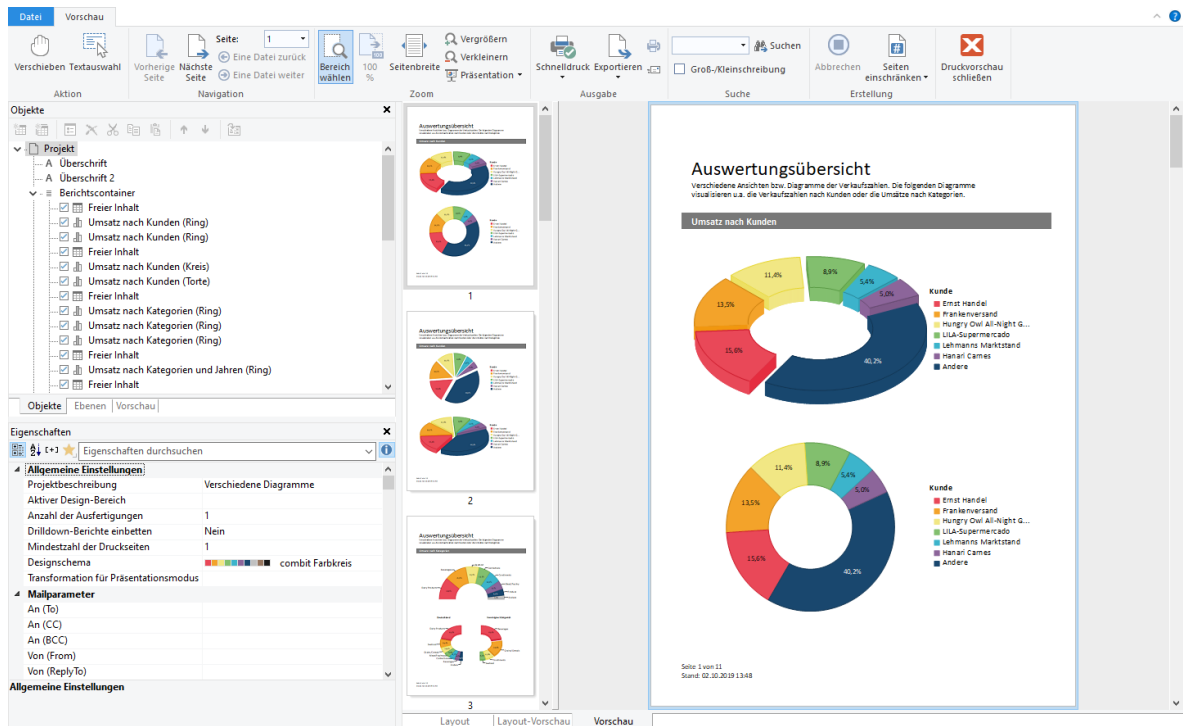 Datei Vorschau
Verschieben Textauswahl
Aktion
Vorherige Seite
Nächste Seite
Seite: 1
Eine Datei zurück
Eine Datei weiter
Navigation
Bereich wählen
100 %
Seitenbreite
Vergrößern
Verkleinern
Präsentation
Zoom
Schnelldruck Exportieren
Ausgabe
Suchen
Groß-/Kleinschreibung
Suche
Abbrechen
Seiten einschränken
Erstellung
Druckvorschau schließen
Objekte
Projekt
A Überschrift
A Überschrift 2
Berichtscontainer
Freier Inhalt
Umsatz nach Kunden (Ring)
Umsatz nach Kunden (Ring)
Freier Inhalt
Umsatz nach Kunden (Kreis)
Umsatz nach Kunden (Torte)
Freier Inhalt
Umsatz nach Kategorien (Ring)
Umsatz nach Kategorien (Ring)
Umsatz nach Kategorien (Ring)
Freier Inhalt
Umsatz nach Kategorien und Jahren (Ring)
Freier Inhalt
Objekte Ebenen Vorschau
Eigenschaften
Eigenschaften durchsuchen
Allgemeine Einstellungen
Projektbeschreibung Verschiedene Diagramme
Aktiver Design-Bereich
Anzahl der Ausfertigungen 1
Drilldown-Berichte einbetten Nein
Mindestzahl der Druckseiten 1
Designschema combit Farbkreis
Transformation für Präsentationsmodus
Mailparameter
An (To)
An (CC)
An (BCC)
Von (From)
Von (ReplyTo)
Allgemeine Einstellungen
Auswertungsübersicht
1
Auswertungsübersicht
2
Auswertungsübersicht
3
Auswertungsübersicht
Verschiedene Ansichten bzw. Diagramme der Verkaufszahlen. Die folgenden Diagramme
visualisieren u.a. die Verkaufszahlen nach Kunden oder die Umsätze nach Kategorien.
Umsatz nach Kunden
11,4%
8,9%
5,4%
5,0%
13,5%
15,6%
40,2%
Kunde
Ernst Handel
Frankenversand
Hungry Owl All-Night G...
LILA-Supermercado
Lehmanns Marktstand
Hanari Carnes
Andere
11,4%
8,9%
5,4%
5,0%
13,5%
15,6%
40,2%
Kunde
Ernst Handel
Frankenversand
Hungry Owl All-Night G...
LILA-Supermercado
Lehmanns Marktstand
Hanari Carnes
Andere
Seite 1 von 11
Stand: 02.10.2019 13:48
Layout Layout-Vorschau Vorschau